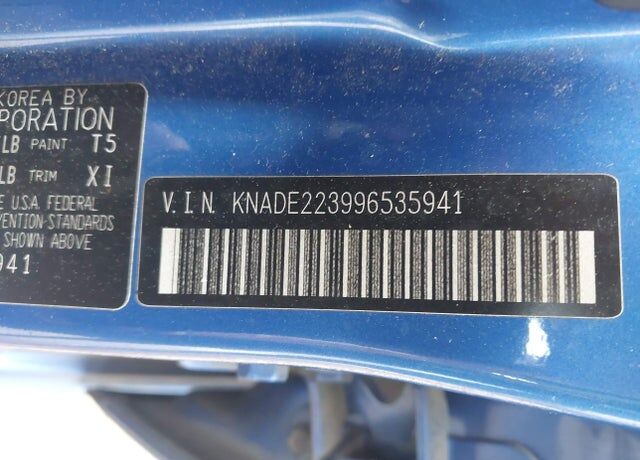 KOREA BY
PORATION
LB PAINT T5
LB TRIM XI
E U.S.A FEDERAL
VENTION-STANDARDS
SHOWN ABOVE
941
V.I.N. KNADE223996535941